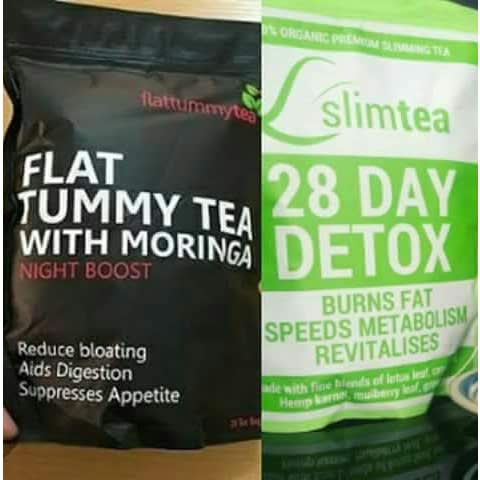 flattummytea
FLAT
TUMMY TEA
WITH MORINGA
NIGHT BOOST
Reduce bloating
Aids Digestion
Suppresses Appetite
% ORGANIC PREMIUM SLIMMING TEA
slimtea
28 DAY
DETOX
BURNS FAT
SPEEDS METABOLISM
REVITALISES
ade with fine blends of lotus leaf,
Hemp kernel, mulberry leaf,